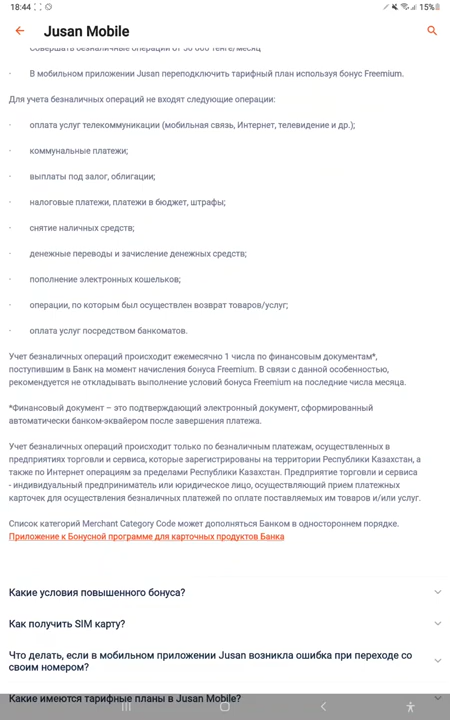 18:44
15%
Jusan Mobile
Совершать безналичные операции от 50 000 тенге/месяц
· В мобильном приложении Jusan переподключить тарифный план используя бонус Freemium.
Для учета безналичных операций не входят следующие операции:
· оплата услуг телекоммуникации (мобильная связь, Интернет, телевидение и др.);
· коммунальные платежи;
· выплаты под залог, облигации;
· налоговые платежи, платежи в бюджет, штрафы;
· снятие наличных средств;
· денежные переводы и зачисление денежных средств;
· пополнение электронных кошельков;
· операции, по которым был осуществлен возврат товаров/услуг;
· оплата услуг посредством банкоматов.
Учет безналичных операций происходит ежемесячно 1 числа по финансовым документам*,
поступившим в Банк на момент начисления бонуса Freemium. В связи с данной особенностью,
рекомендуется не откладывать выполнение условий бонуса Freemium на последние числа месяца.
*Финансовый документ – это подтверждающий электронный документ, сформированный
автоматически банком-эквайером после завершения платежа.
Учет безналичных операций происходит только по безналичным платежам, осуществленных в
предприятиях торговли и сервиса, которые зарегистрированы на территории Республики Казахстан, а
также по Интернет операциям за пределами Республики Казахстан. Предприятие торговли и сервиса
- индивидуальный предприниматель или юридическое лицо, осуществляющий прием платежных
карточек для осуществления безналичных платежей по оплате поставляемых им товаров и/или услуг.
Список категорий Merchant Category Code может дополняться Банком в одностороннем порядке.
Приложение к Бонусной программе для карточных продуктов Банка
Какие условия повышенного бонуса?
Как получить SIM карту?
Что делать, если в мобильном приложении Jusan возникла ошибка при переходе со
своим номером?
Какие имеются тарифные планы в Jusan Mobile?